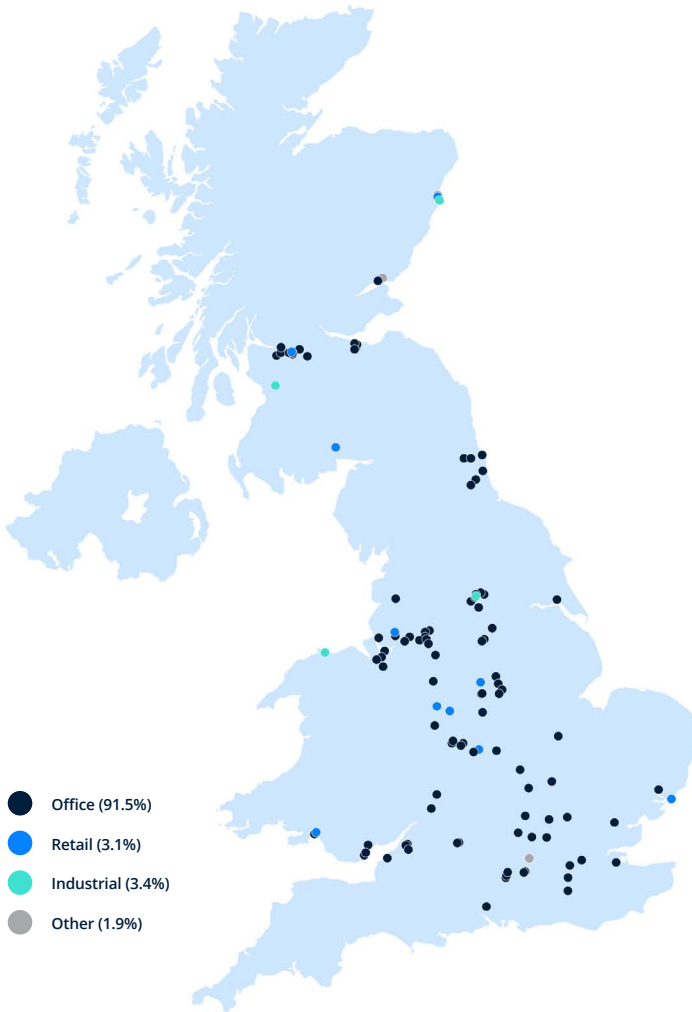 Office (91.5%)
Retail (3.1%)
Industrial (3.4%)
Other (1.9%)